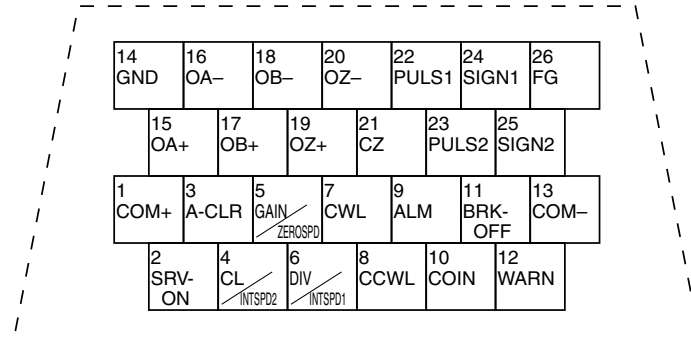 14 16 18 20 22 24 26
GND OA– OB– OZ– PULS1 SIGN1 FG
15 17 19 21 23 25
OA+ OB+ OZ+ CZ PULS2 SIGN2
1 3 5 7 9 11 13
COM+ A-CLR GAIN CWL ALM BRK- COM–
ZEROSPD OFF
2 4 6 8 10 12
SRV- CL DIV CCWL COIN WARN
ON INTSPD2 INTSPD1